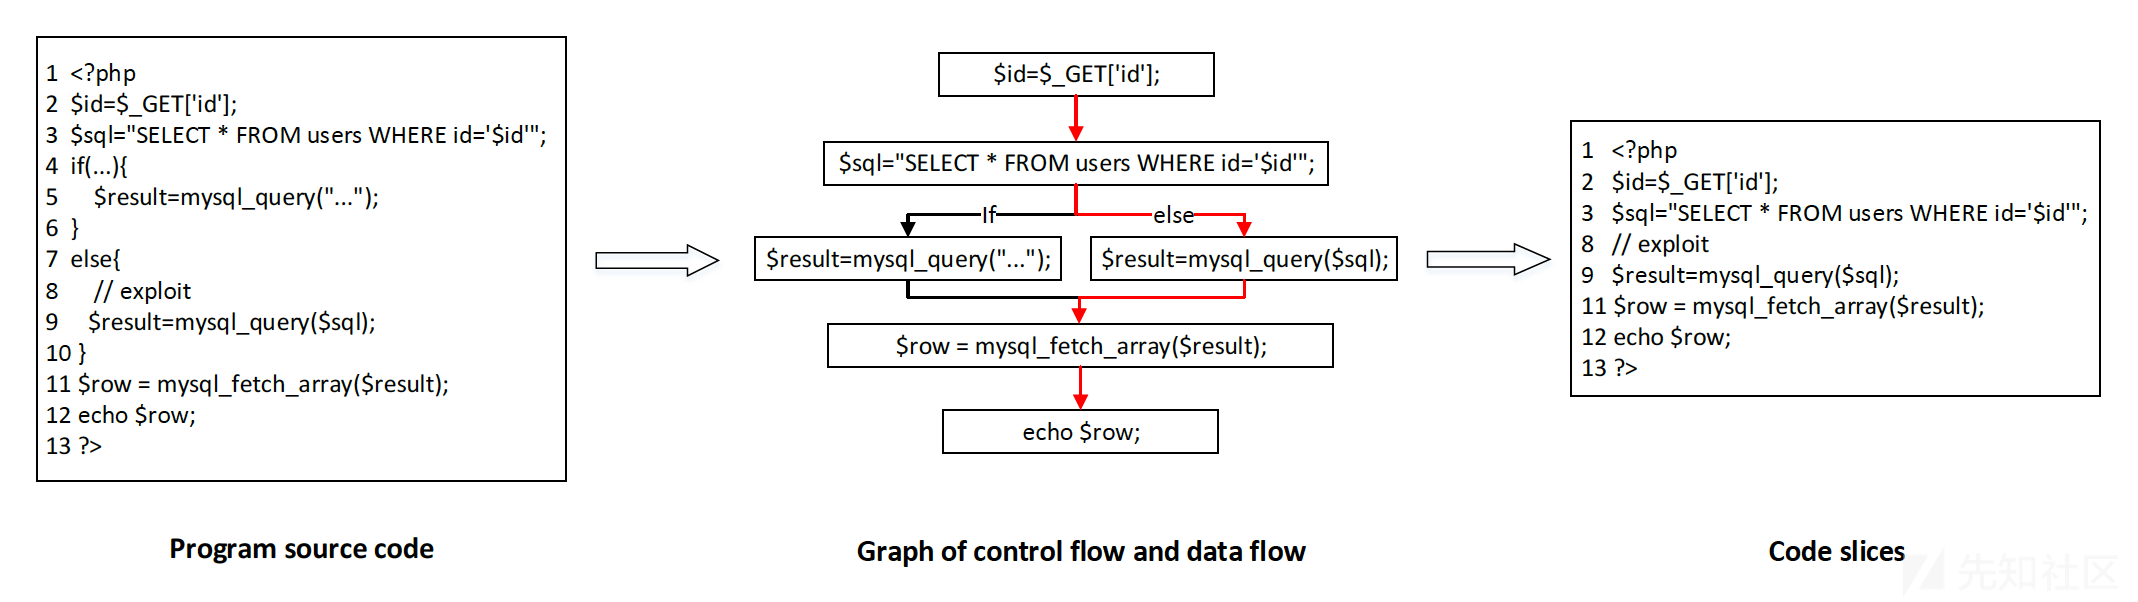 1 <?php
2 $id=$_GET['id'];
3 $sql="SELECT * FROM users WHERE id='$id'";
4 if(...){
5 $result=mysql_query("...");
6 }
7 else{
8 // exploit
9 $result=mysql_query($sql);
10 }
11 $row = mysql_fetch_array($result);
12 echo $row;
13 ?>
Program source code
$id=$_GET['id'];
$sql="SELECT * FROM users WHERE id='$id'";
If
else
$result=mysql_query("...");
$result=mysql_query($sql);
$row = mysql_fetch_array($result);
echo $row;
Graph of control flow and data flow
1 <?php
2 $id=$_GET['id'];
3 $sql="SELECT * FROM users WHERE id='$id'";
8 // exploit
9 $result=mysql_query($sql);
11 $row = mysql_fetch_array($result);
12 echo $row;
13 ?>
Code slices
先知社区